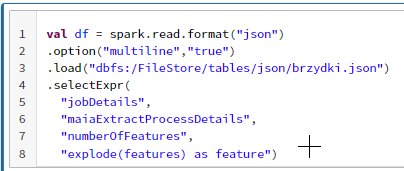 1 val df = spark.read.format("json")
2 .option("multiline","true")
3 .load("dbfs:/FileStore/tables/json/brzydki.json")
4 .selectExpr(
5 "jobDetails",
6 "maiaExtractProcessDetails",
7 "numberOfFeatures",
8 "explode(features) as feature")